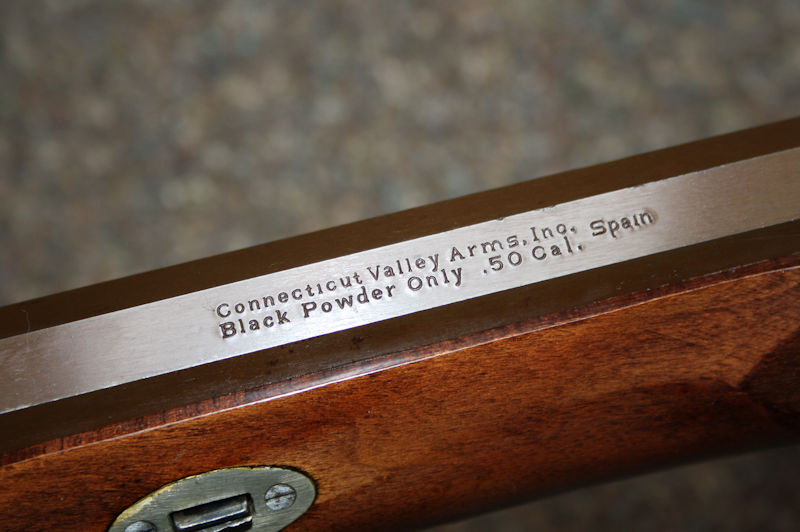 Connecticut Valley Arms, Inc.
Black Powder Only .50 Cal. Spain